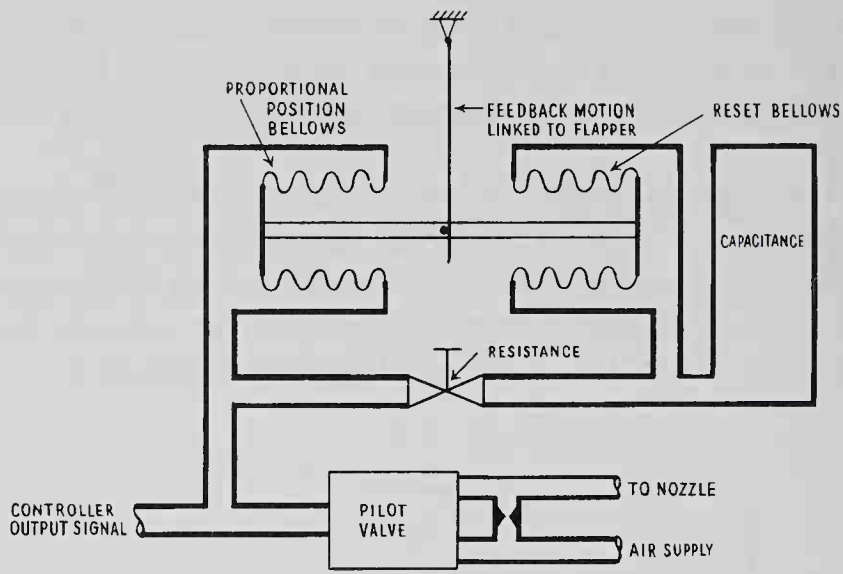 PROPORTIONAL
POSITION
BELLOWS
FEEDBACK MOTION
LINKED TO FLAPPER
RESET BELLOWS
CAPACITANCE
RESISTANCE
CONTROLLER
OUTPUT SIGNAL
PILOT
VALVE
TO NOZZLE
AIR SUPPLY